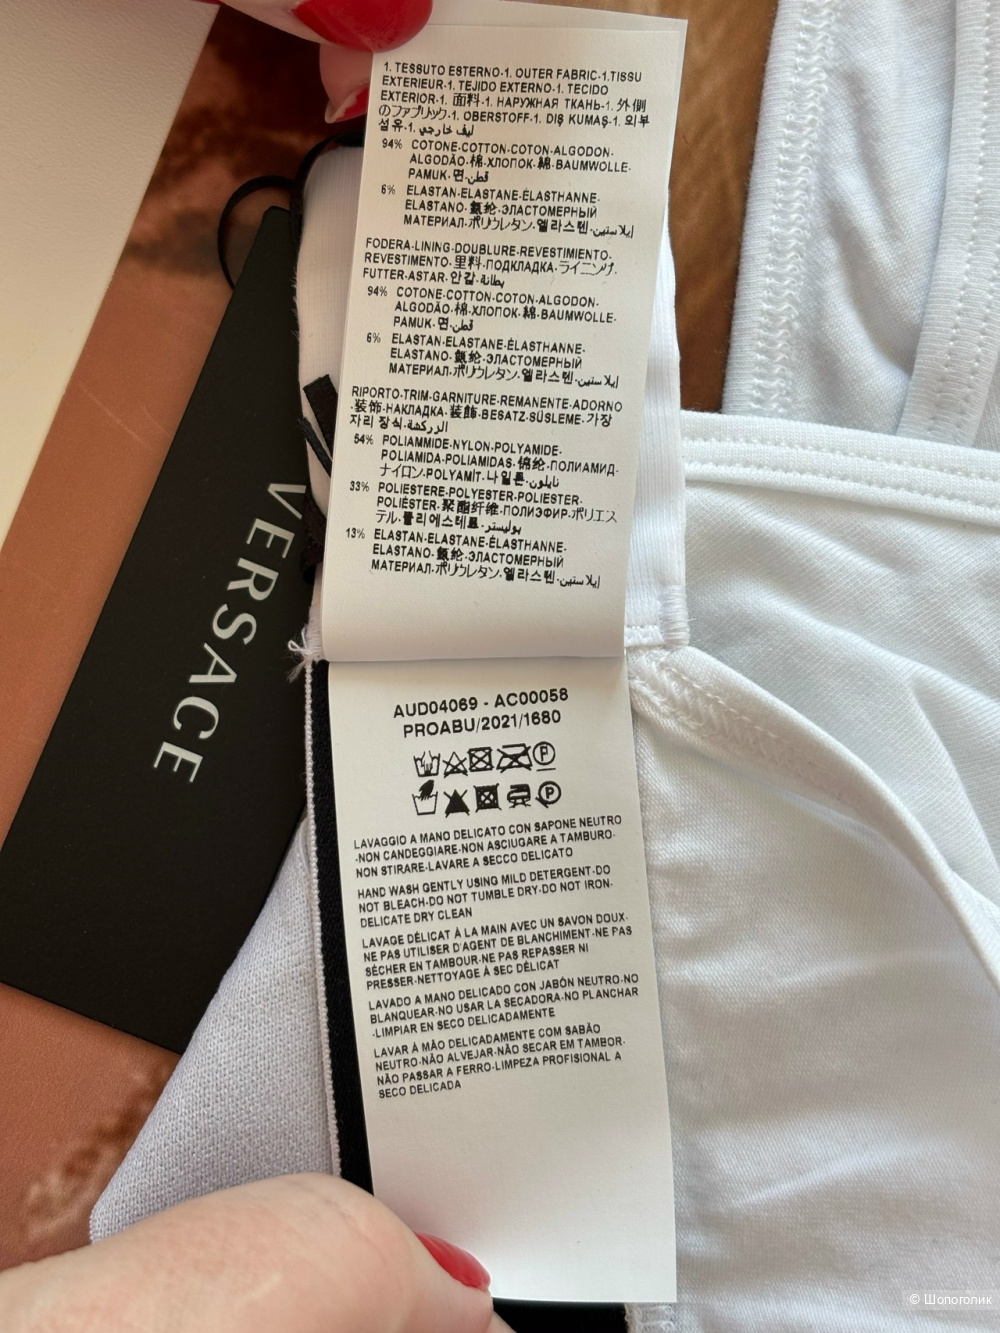 1. TESSUTO ESTERNO-1. OUTER FABRIC-1.TISSU
EXTERIEUR-1. TEJIDO EXTERNO-1. TECIDO
EXTERIOR-1. 面料-1. НАРУЖНАЯ ТКАНЬ-1. 外側
のファブリック-1. OBERSTOFF-1. DIŞ KUMAŞ-1. 외부
섬유-1. ليف خارجي
94% COTONE-COTTON-COTON-ALGODON-
ALGODÃO-棉-ХЛОПОК-綿-BAUMWOLLE-
PAMUK-면-قطن
6% ELASTAN-ELASTANE-ÉLASTHANNE-
ELASTANO-氨纶-ЭЛАСТОМЕРНЫЙ
МАТЕРИАЛ-ポリウレタン-엘라스텐-إيلاستين
FODERA-LINING-DOUBLURE-REVESTIMIENTO-
REVESTIMENTO-里料-ПОДКЛАДКА-ライニング-
FUTTER-ASTAR-안감-بطانة
94% COTONE-COTTON-COTON-ALGODON-
ALGODÃO-棉-ХЛОПОК-綿-BAUMWOLLE-
PAMUK-면-قطن
6% ELASTAN-ELASTANE-ÉLASTHANNE-
ELASTANO-氨纶-ЭЛАСТОМЕРНЫЙ
МАТЕРИАЛ-ポリウレタン-엘라스텐-إيلاستين
RIPORTO-TRIM-GARNITURE-REMANENTE-ADORNO
-装饰-НАКЛАДКА-装飾-BESATZ-SÜSLEME-가장
자리 장식-الزركشة
54% POLIAMMIDE-NYLON-POLYAMIDE-
POLIAMIDA-POLIAMIDAS-锦纶-ПОЛИАМИД-
ナイロン-POLYAMİT-나일론-نايلون
33% POLIESTERE-POLYESTER-POLIESTER-
POLIÉSTER-聚酯纤维-ПОЛИЭФИР-ポリエス
テル-폴리에스테르-بوليستر
13% ELASTAN-ELASTANE-ÉLASTHANNE-
ELASTANO-氨纶-ЭЛАСТОМЕРНЫЙ
МАТЕРИАЛ-ポリウレタン-엘라스텐-إيلاستين
VERSACE
AUD04069 - AC00058
PROABU/2021/1680
LAVAGGIO A MANO DELICATO CON SAPONE NEUTRO
-NON CANDEGGIARE-NON ASCIUGARE A TAMBURO-
NON STIRARE-LAVARE A SECCO DELICATO
HAND WASH GENTLY USING MILD DETERGENT-DO
NOT BLEACH-DO NOT TUMBLE DRY-DO NOT IRON-
DELICATE DRY CLEAN
LAVAGE DÉLICAT À LA MAIN AVEC UN SAVON DOUX-
NE PAS UTILISER D'AGENT DE BLANCHIMENT-NE PAS
SÉCHER EN TAMBOUR-NE PAS REPASSER NI
PRESSER-NETTOYAGE À SEC DÉLICAT
LAVADO A MANO DELICADO CON JABÓN NEUTRO-NO
BLANQUEAR-NO USAR LA SECADORA-NO PLANCHAR
-LIMPIAR EN SECO DELICADAMENTE
LAVAR À MÃO DELICADAMENTE COM SABÃO
NEUTRO-NÃO ALVEJAR-NÃO SECAR EM TAMBOR-
NÃO PASSAR A FERRO-LIMPEZA PROFISIONAL A
SECO DELICADA
© Шопоголик